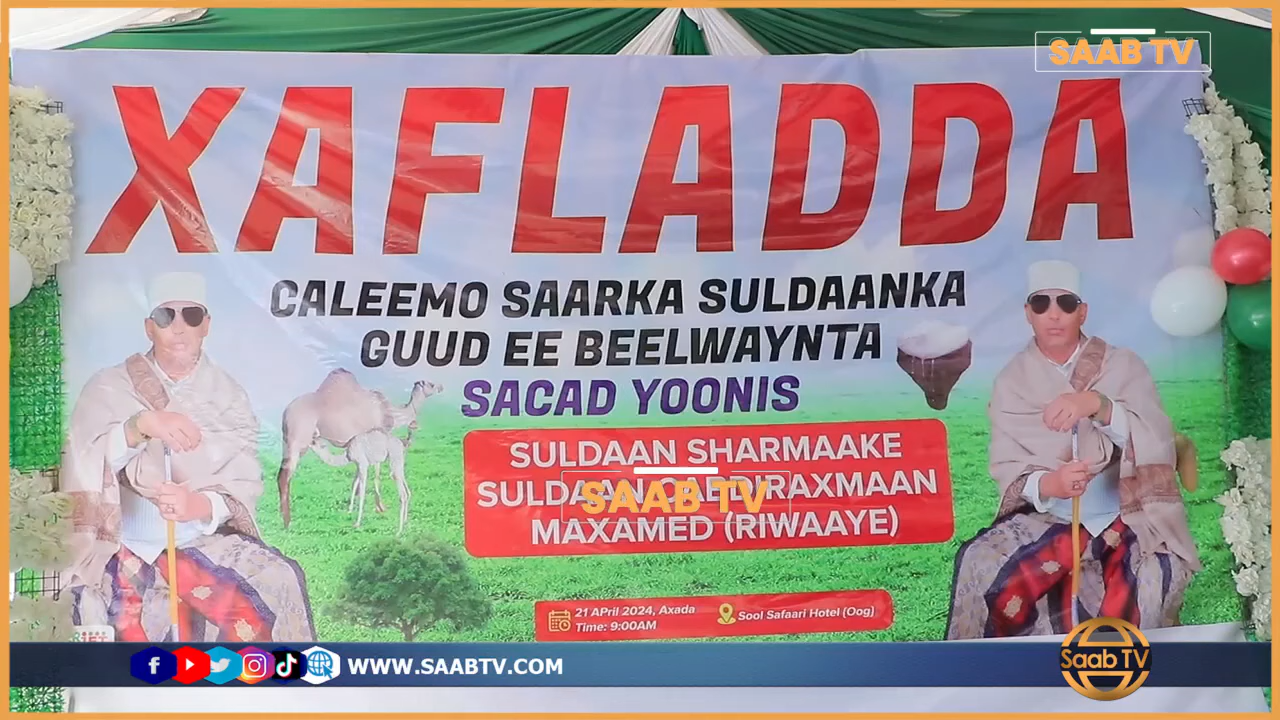 SAAB TV
XAFLADDA
CALEEMO SAARKA SULDAANKA
GUUD EE BEELWAYNTA
SACAD YOONIS
SULDAAN SHARMAAKE
SULDAAN CABDIRAXMAAN
MAXAMED (RIWAAYE)
SAAB TV
21 APril 2024, Axada
Time: 9:00AM
Sool Safaari Hotel (Oog)
WWW.SAABTV.COM
Saab TV